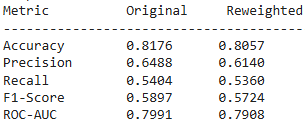 Metric Original Reweighted
----------------------------------------
Accuracy 0.8176 0.8057
Precision 0.6488 0.6140
Recall 0.5404 0.5360
F1-Score 0.5897 0.5724
ROC-AUC 0.7991 0.7908